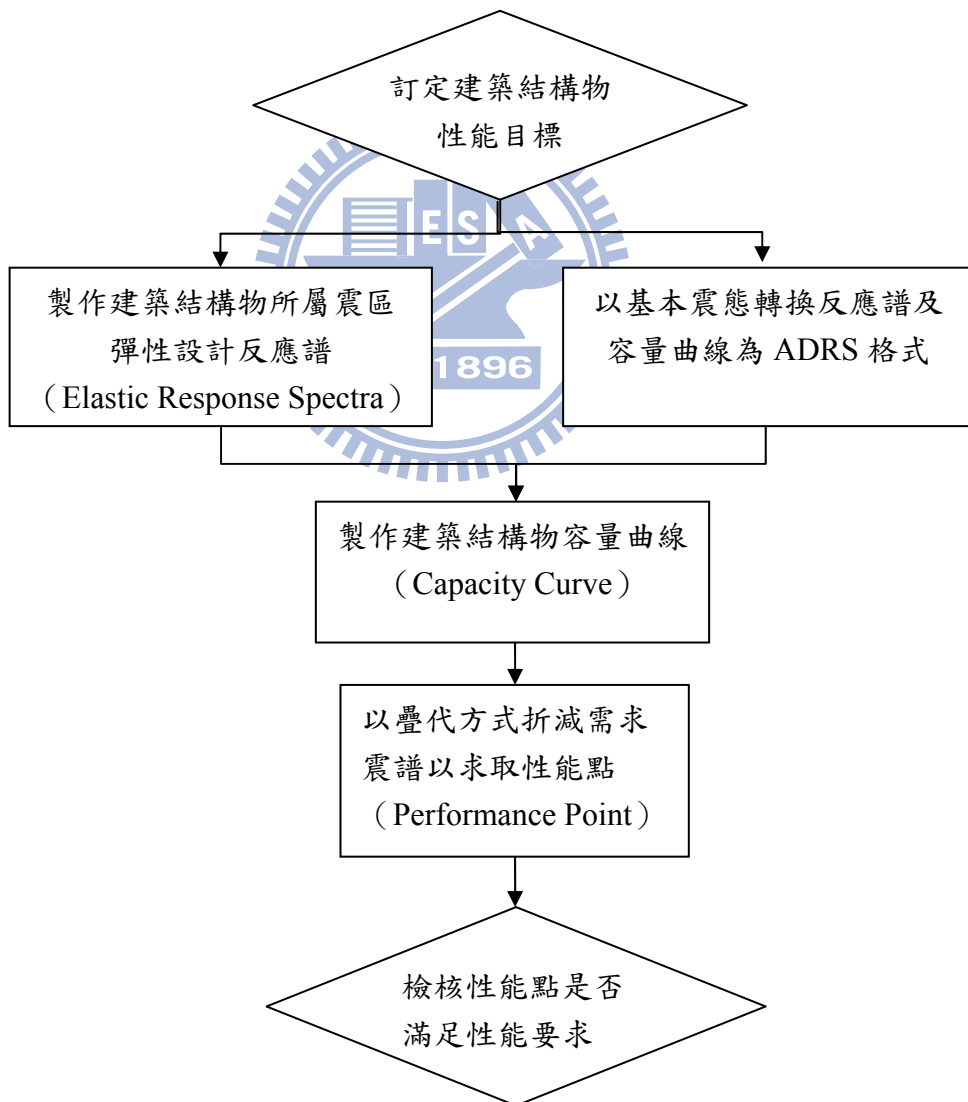 訂定建築結構物
性能目標
ESA
製作建築結構物所屬震區
彈性設計反應譜
（Elastic Response Spectra）
以基本震態轉換反應譜及
容量曲線為 ADRS 格式
1896
製作建築結構物容量曲線
（Capacity Curve）
以疊代方式折減需求
震譜以求取性能點
（Performance Point）
檢核性能點是否
滿足性能要求